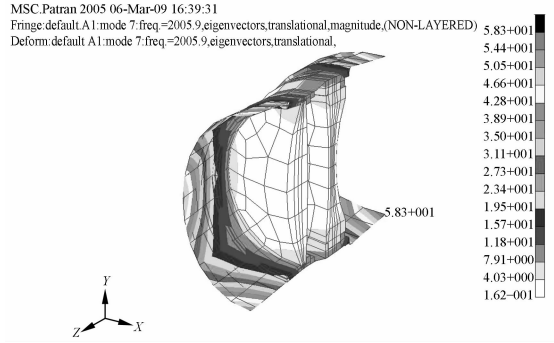 MSC.Patran 2005 06-Mar-09 16:39:31
Fringe:default.A1:mode 7:freq.=2005.9,eigenvectors,translational,magnitude,(NON-LAYERED)
Deform:default A1:mode 7:freq.=2005.9,eigenvectors,translational,
5.83+001
5.44+001
5.05+001
4.66+001
4.28+001
3.89+001
3.50+001
3.11+001
2.73+001
2.34+001
1.95+001
1.57+001
1.18+001
7.91+000
4.03+000
1.62−001
5.83+001
Y
Z
X